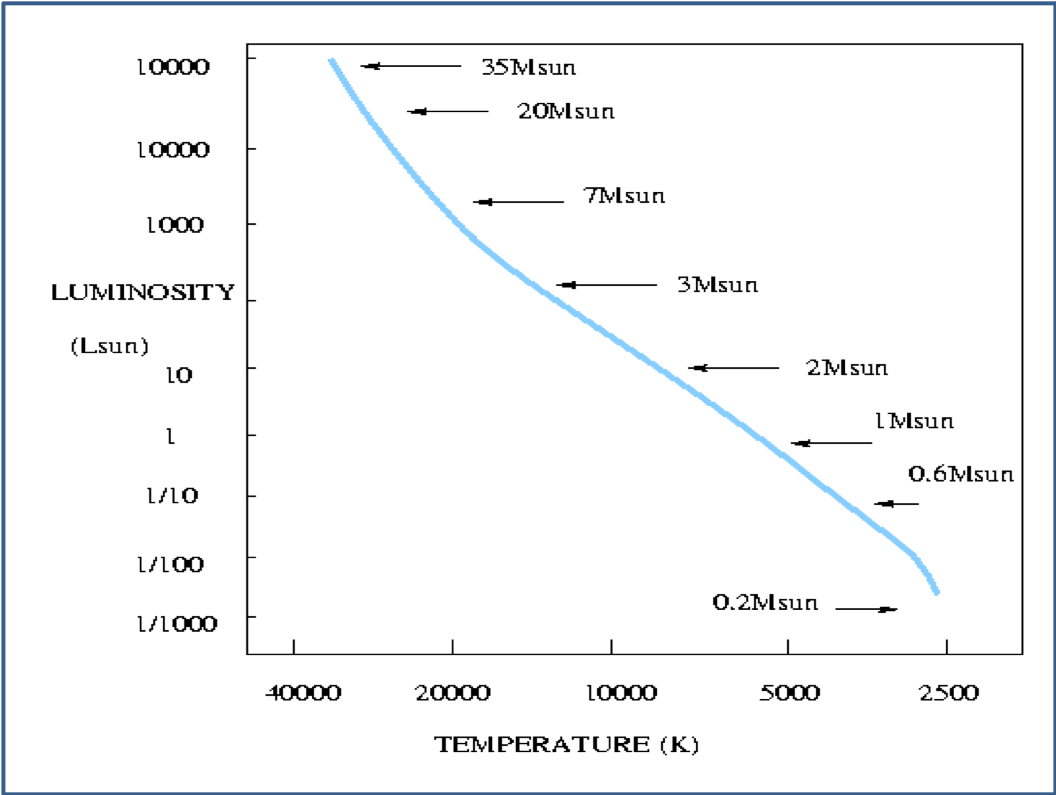 10000
35Msun
20Msun
10000
7Msun
1000
3Msun
LUMINOSITY
(Lsun)
2Msun
10
1Msun
1
0.6Msun
1/10
1/100
0.2Msun
1/1000
40000 20000 10000 5000 2500
TEMPERATURE (K)